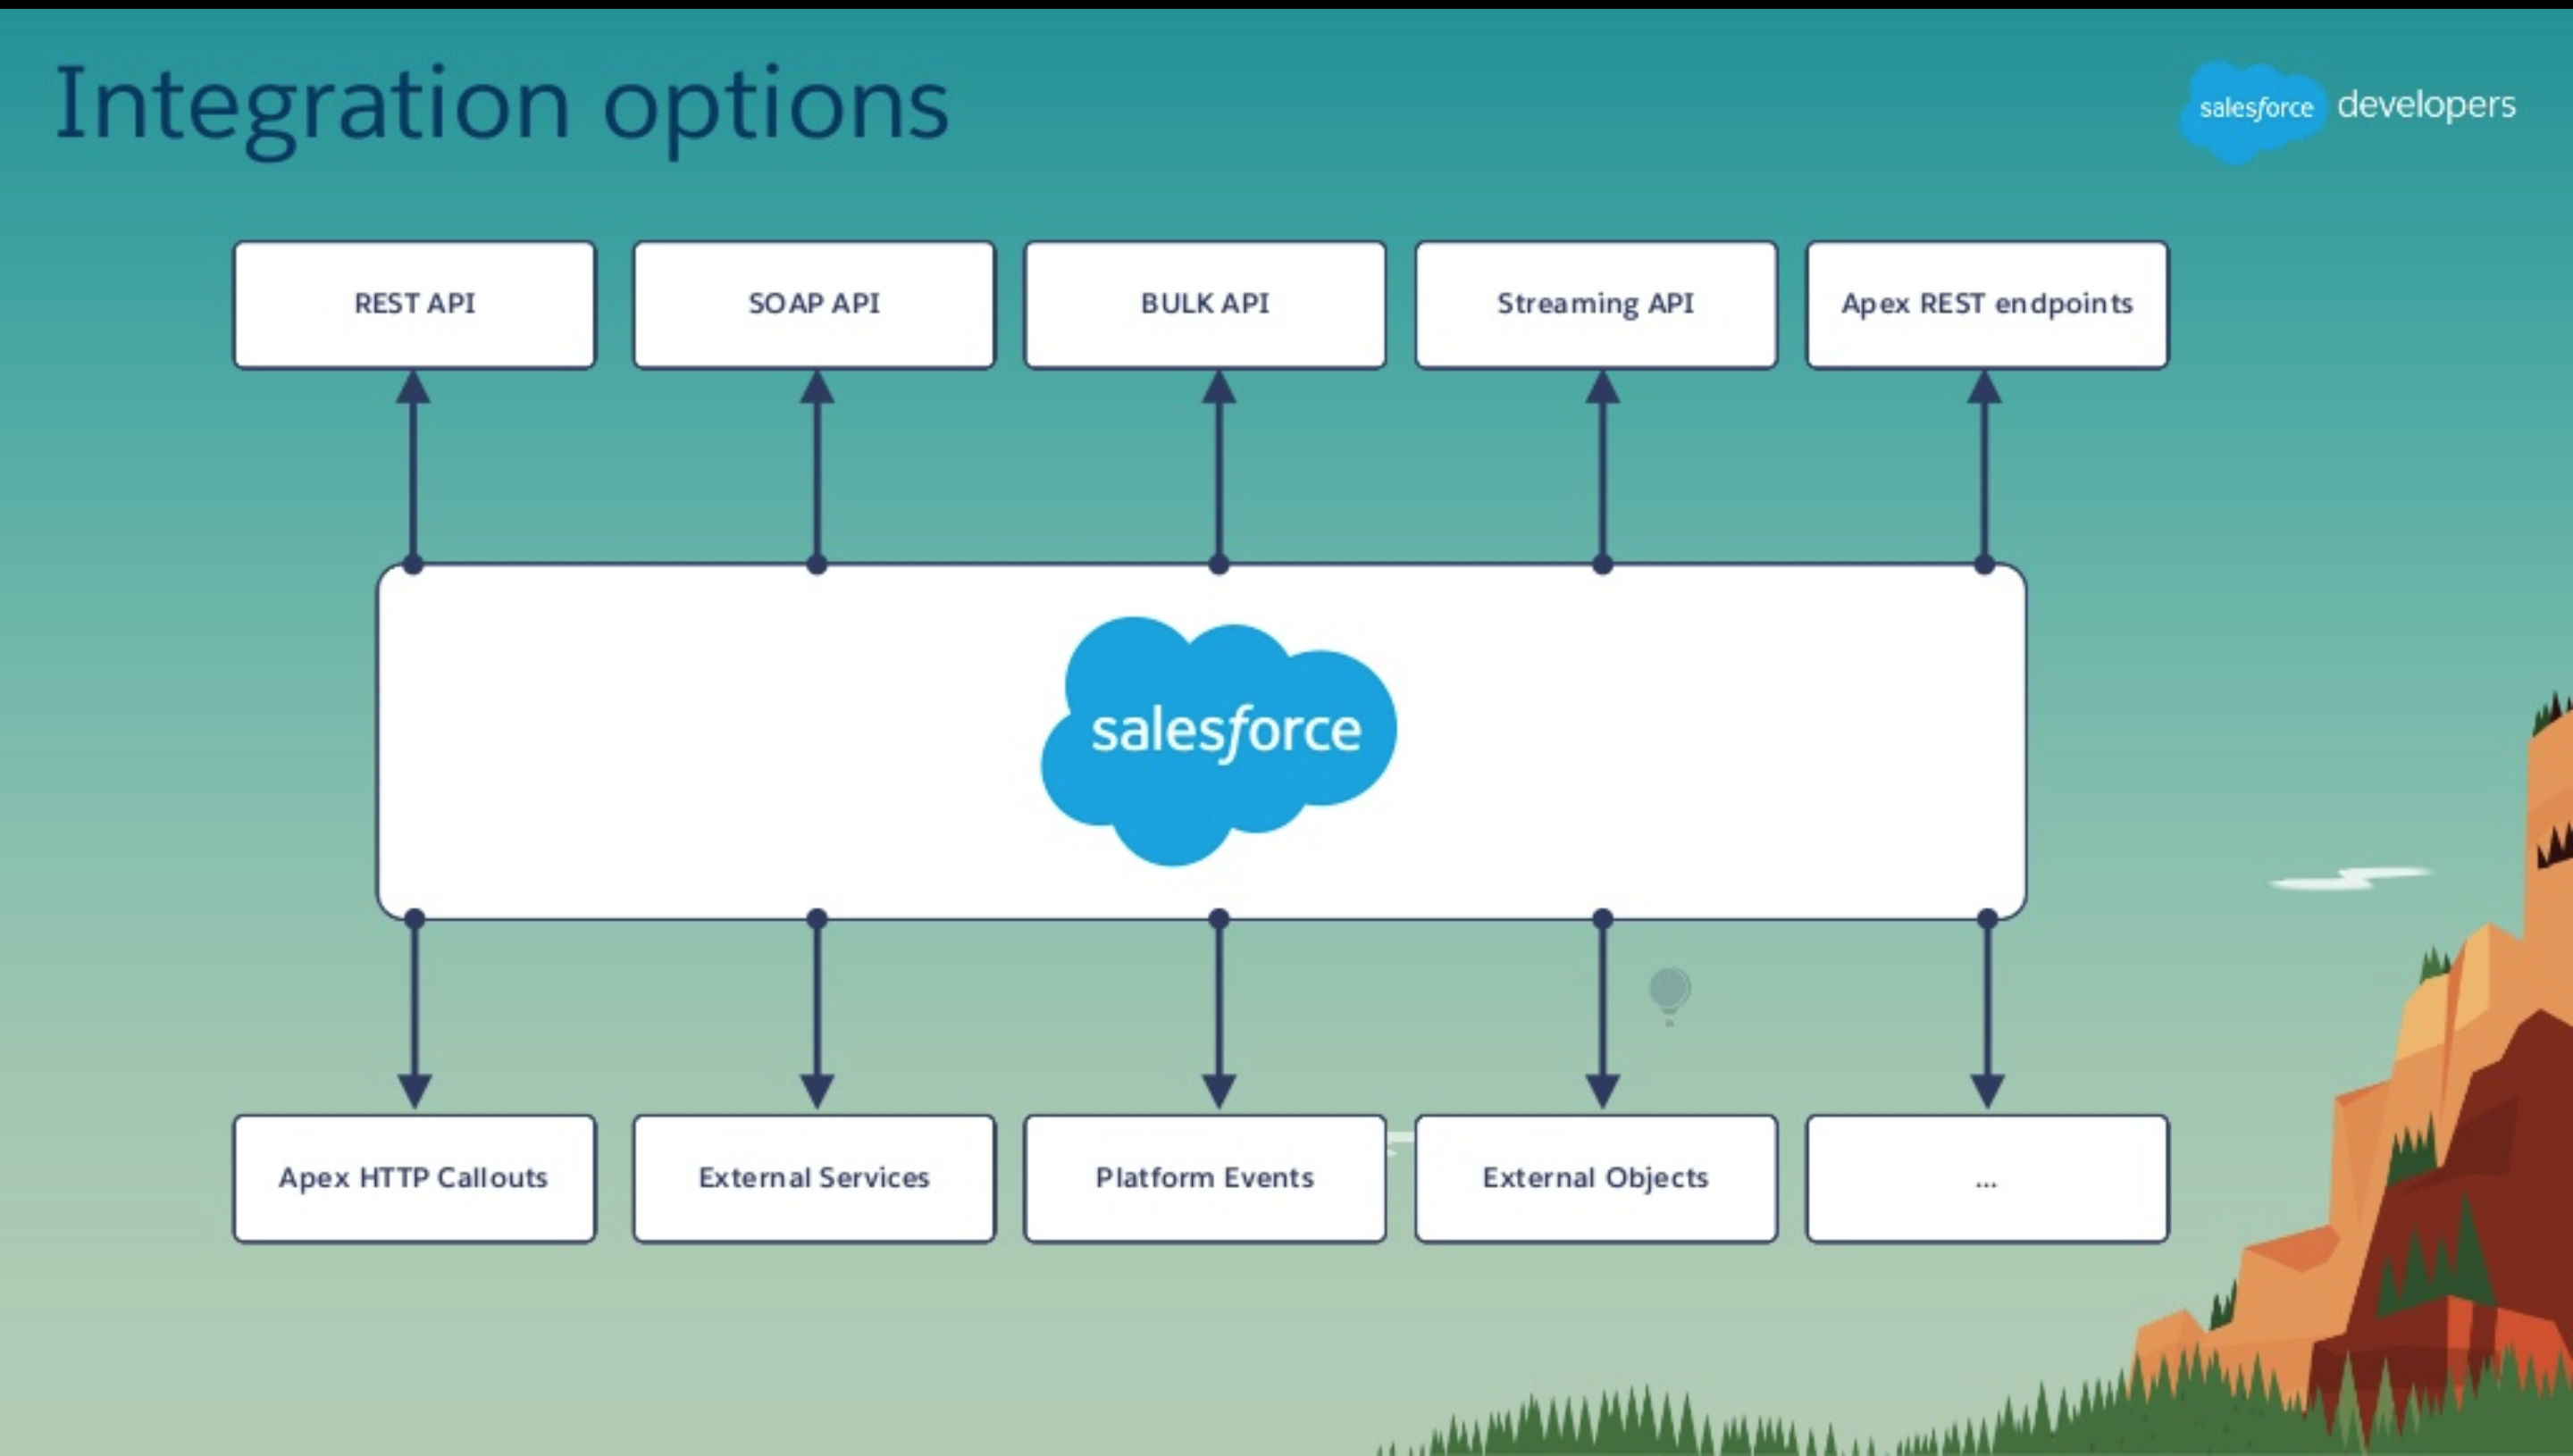 Integration options
salesforce developers
REST API
SOAP API
BULK API
Streaming API
Apex REST endpoints
salesforce
Apex HTTP Callouts
External Services
Platform Events
External Objects
...